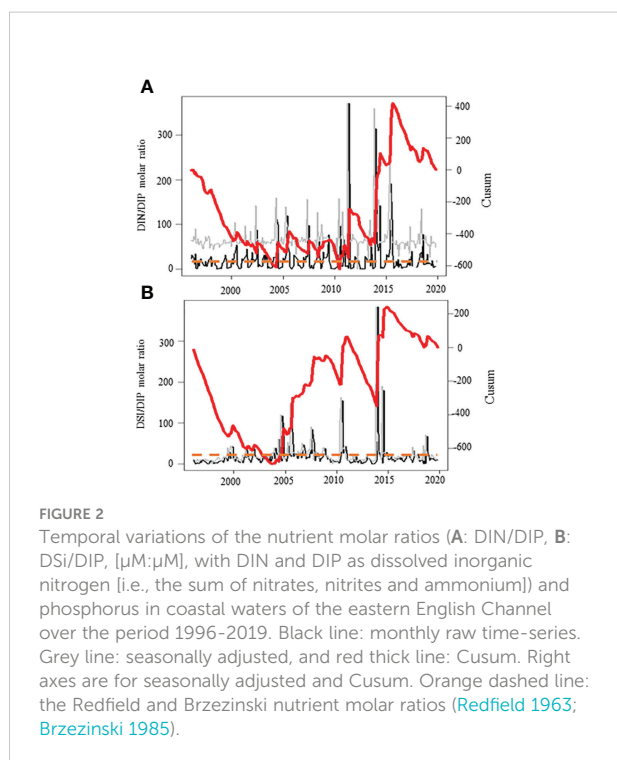 A
DIN/DIP molar ratio
300
200
100
0
400
200
0
-200
-400
-600
Cusum
2000 2005 2010 2015 2020
B
DSI/DIP molar ratio
300
200
100
0
200
0
-200
-400
-600
Cusum
2000 2005 2010 2015 2020
FIGURE 2
Temporal variations of the nutrient molar ratios (A: DIN/DIP, B:
DSi/DIP, [µM:µM], with DIN and DIP as dissolved inorganic
nitrogen [i.e., the sum of nitrates, nitrites and ammonium]) and
phosphorus in coastal waters of the eastern English Channel
over the period 1996-2019. Black line: monthly raw time-series.
Grey line: seasonally adjusted, and red thick line: Cusum. Right
axes are for seasonally adjusted and Cusum. Orange dashed line:
the Redfield and Brzezinski nutrient molar ratios (Redfield 1963;
Brzezinski 1985).